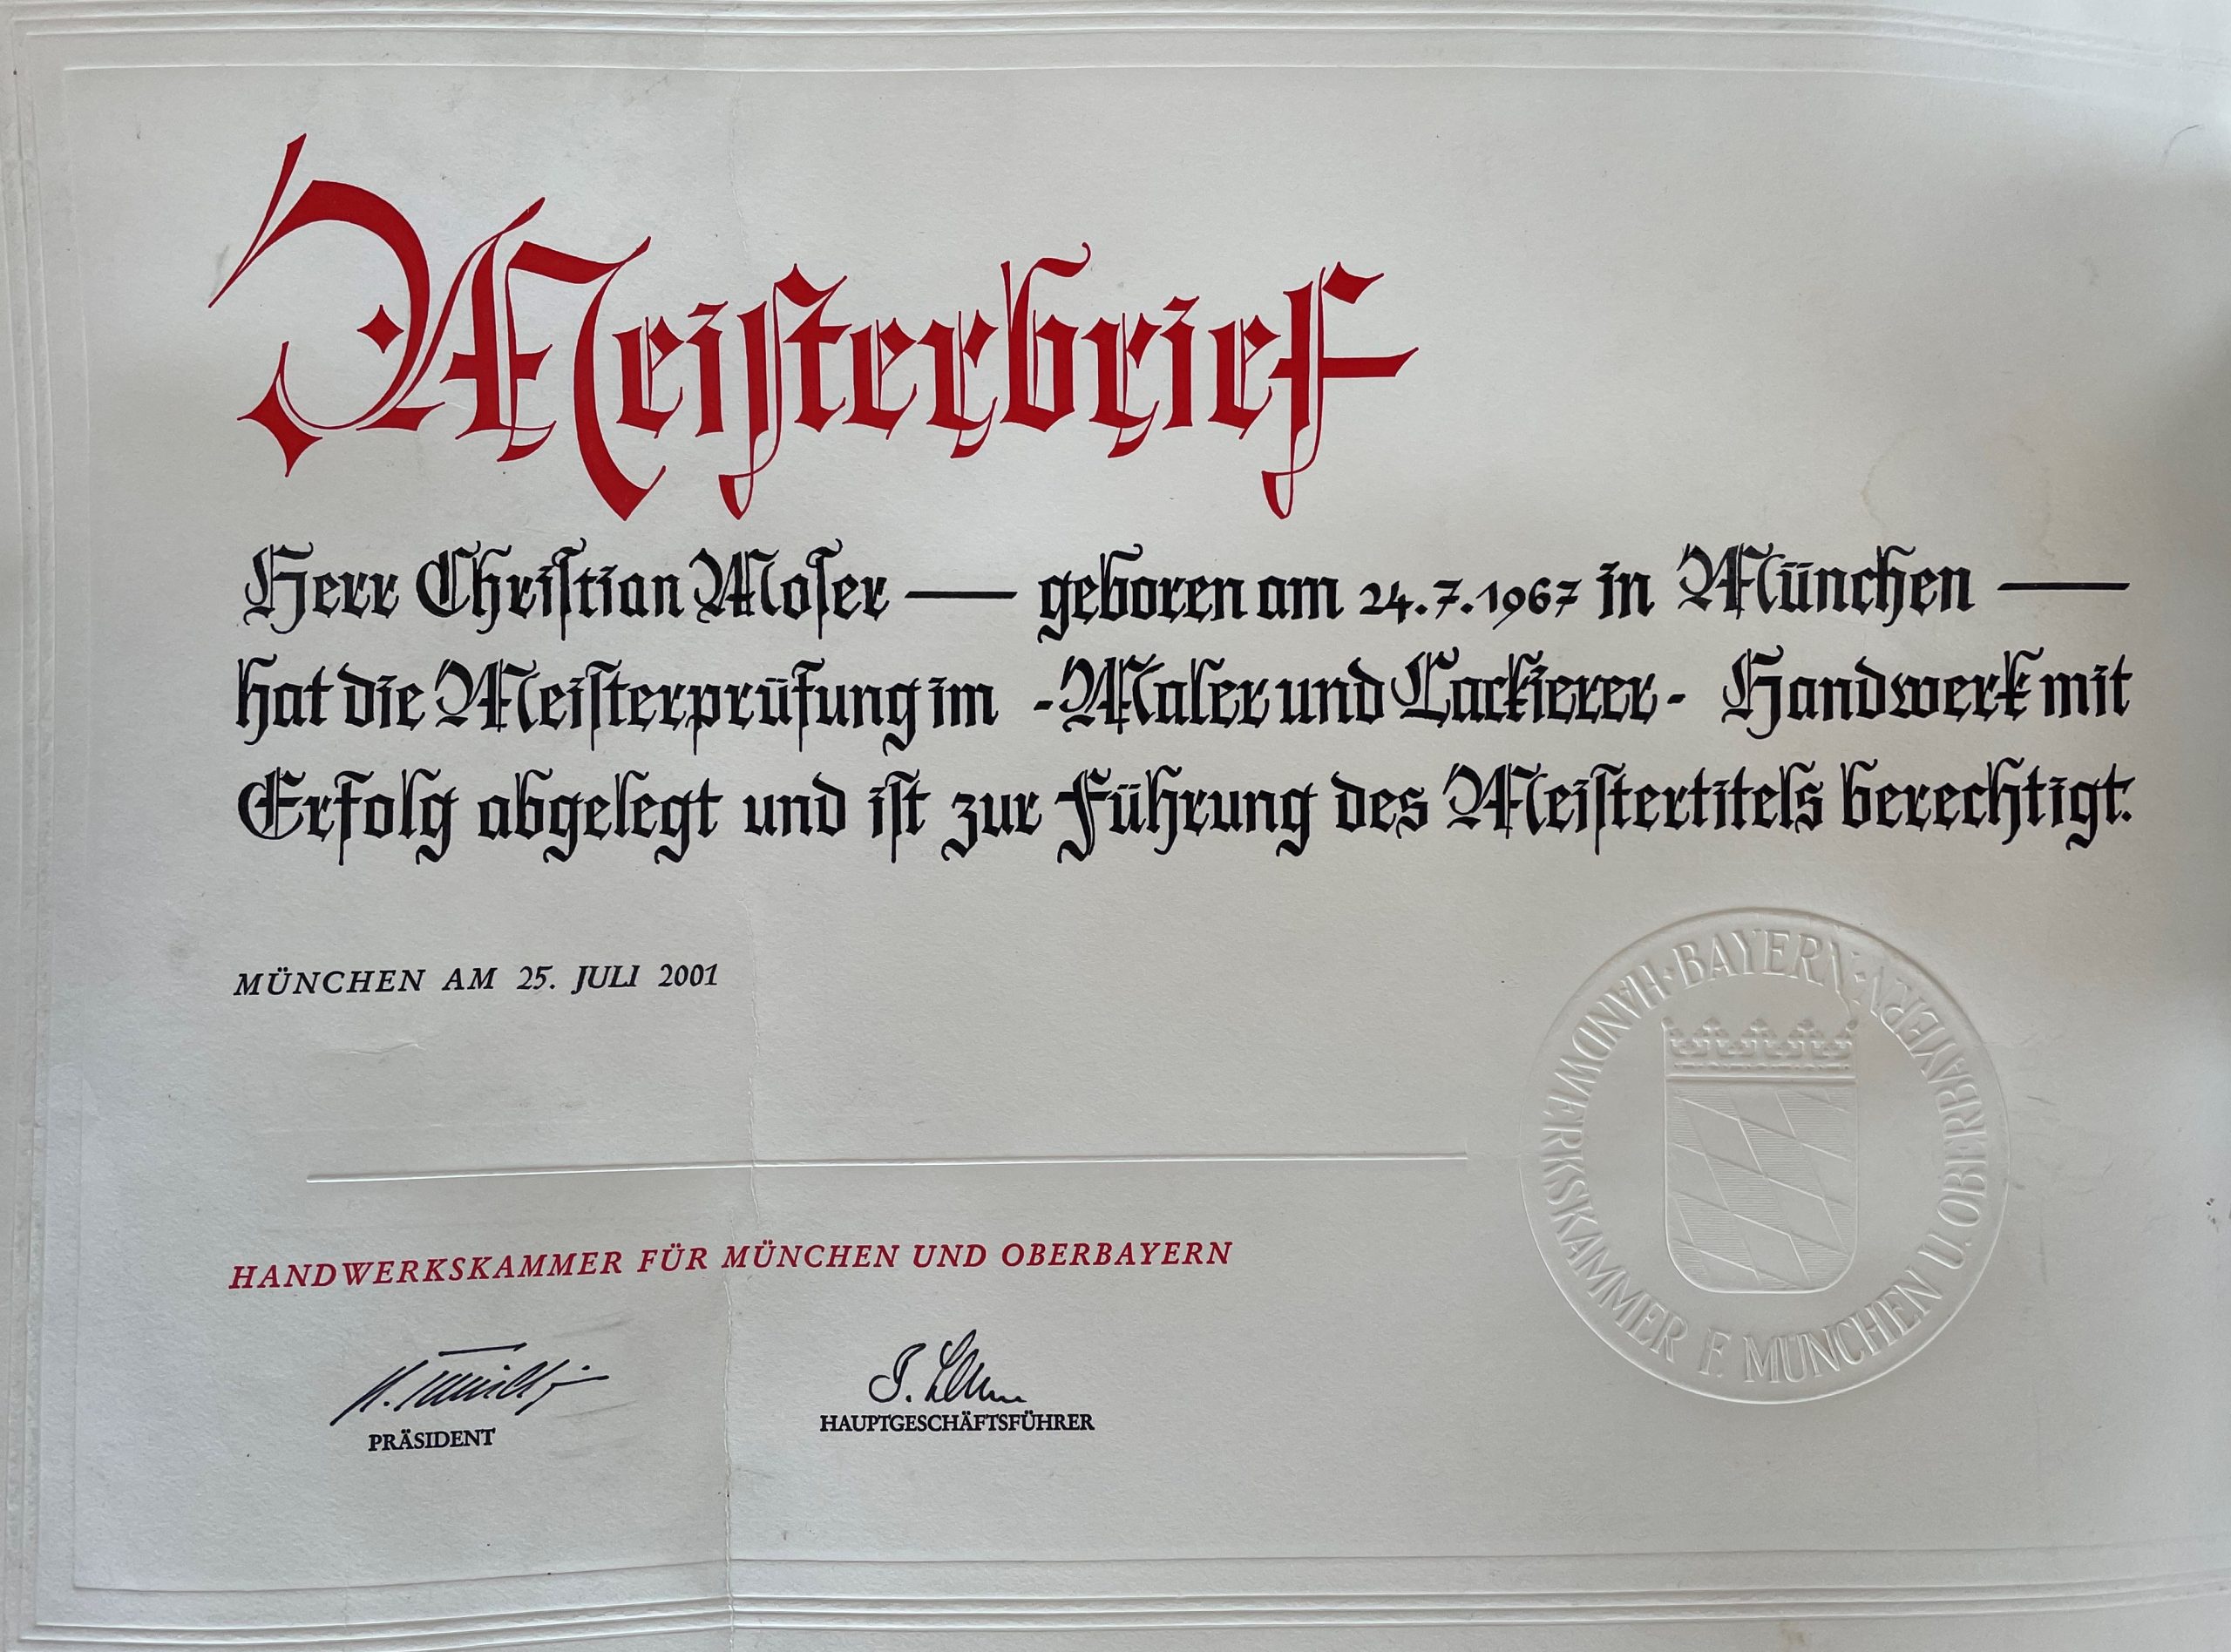 Meisterbrief
Herr Christian Moser — geboren am 24.7.1967 in München —
hat die Meisterprüfung im -Maler und Lackierer- Handwerk mit
Erfolg abgelegt und ist zur Führung des Meistertitels berechtigt.
MÜNCHEN AM 25. JULI 2001
HANDWERKSKAMMER FÜR MÜNCHEN UND OBERBAYERN
PRÄSIDENT
HAUPTGESCHÄFTSFÜHRER
·BAYERN·
HANDWERKSKAMMER F. MÜNCHEN U. OBERBAYERN